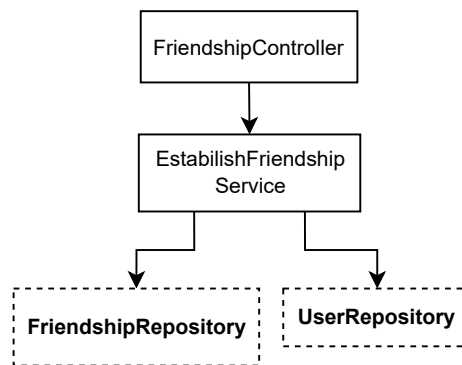 FriendshipController
EstabilishFriendship
Service
FriendshipRepository
UserRepository